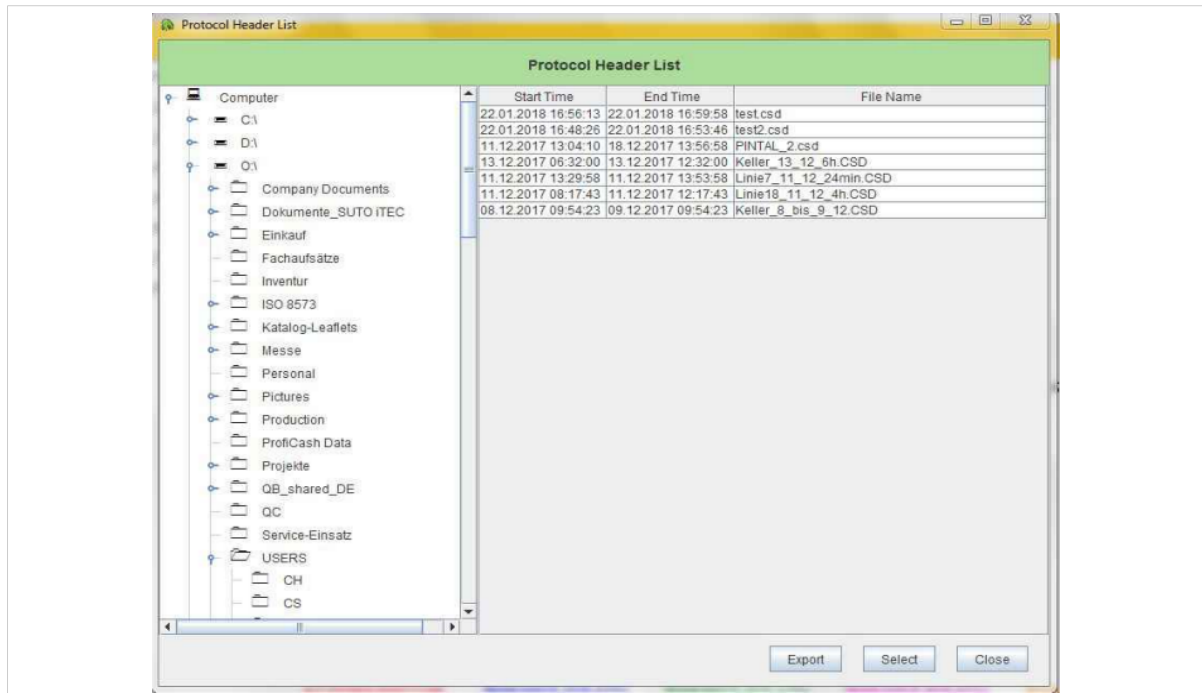 Protocol Header List
Protocol Header List
Computer
C:\
D:\
O:\
Company Documents
Dokumente_SUTO iTEC
Einkauf
Fachaufsätze
Inventur
ISO 8573
Katalog-Leaflets
Messe
Personal
Pictures
Production
ProfiCash Data
Projekte
QB_shared_DE
QC
Service-Einsatz
USERS
CH
CS
Start Time End Time File Name
22.01.2018 16:56:13 22.01.2018 16:59:58 test.csd
22.01.2018 16:48:26 22.01.2018 16:53:46 test2.csd
11.12.2017 13:04:10 18.12.2017 13:56:58 PINTAL_2.csd
13.12.2017 06:32:00 13.12.2017 12:32:00 Keller_13_12_6h.CSD
11.12.2017 13:29:58 11.12.2017 13:53:58 Linie7_11_12_24min.CSD
11.12.2017 08:17:43 11.12.2017 12:17:43 Linie18_11_12_4h.CSD
08.12.2017 09:54:23 09.12.2017 09:54:23 Keller_8_bis_9_12.CSD
Export Select Close